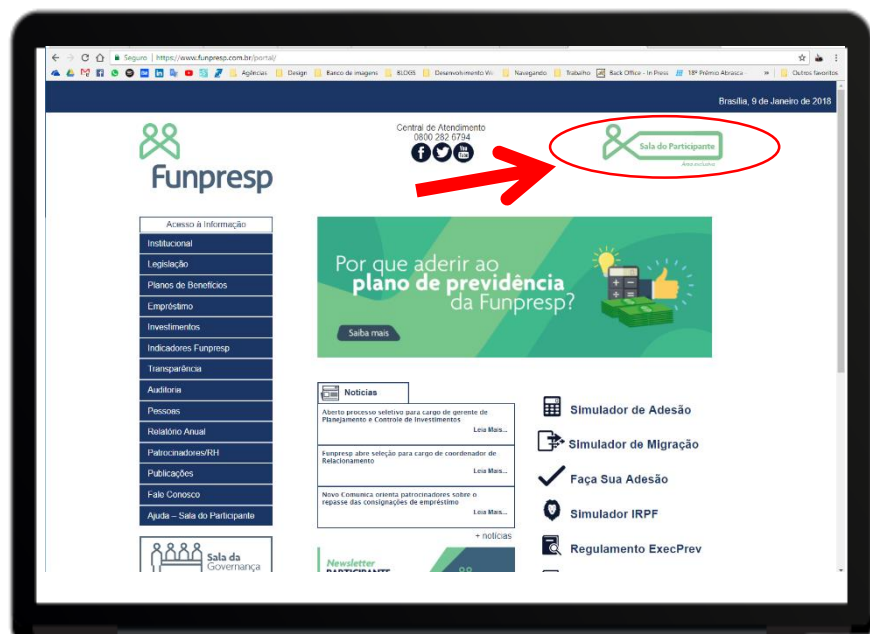 Seguro | https://www.funpresp.com.br/portal/
Agências Design Banco de imagens BLOGS Desenvolvimento We Navegando Trabalho Back Office - In Press 18º Prêmio Abrasca Outros favoritos
Brasília, 9 de Janeiro de 2018
Funpresp
Central de Atendimento
0800 282 6794
Sala do Participante
Acesso à Informação
Institucional
Legislação
Planos de Benefícios
Empréstimo
Investimentos
Indicadores Funpresp
Transparência
Auditoria
Pessoas
Relatório Anual
Patrocinadores/RH
Publicações
Fale Conosco
Ajuda – Sala do Participante
Sala da
Governança
Por que aderir ao
plano de previdência
da Funpresp?
Saiba mais
Notícias
Aberto processo seletivo para cargo de gerente de
Planejamento e Controle de Investimentos
Leia Mais...
Funpresp abre seleção para cargo de coordenador de
Relacionamento
Leia Mais...
Novo Comunica orienta patrocinadores sobre o
repasse das consignações de empréstimo
Leia Mais...
+ notícias
Newsletter
PARTICIPANTE
Simulador de Adesão
Simulador de Migração
Faça Sua Adesão
Simulador IRPF
Regulamento ExecPrev